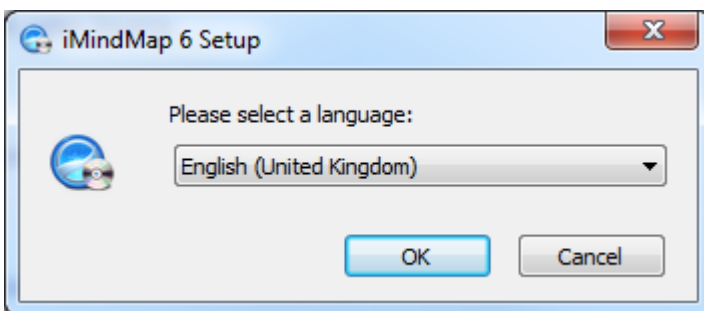 iMindMap 6 Setup
Please select a language:
English (United Kingdom)
OK Cancel